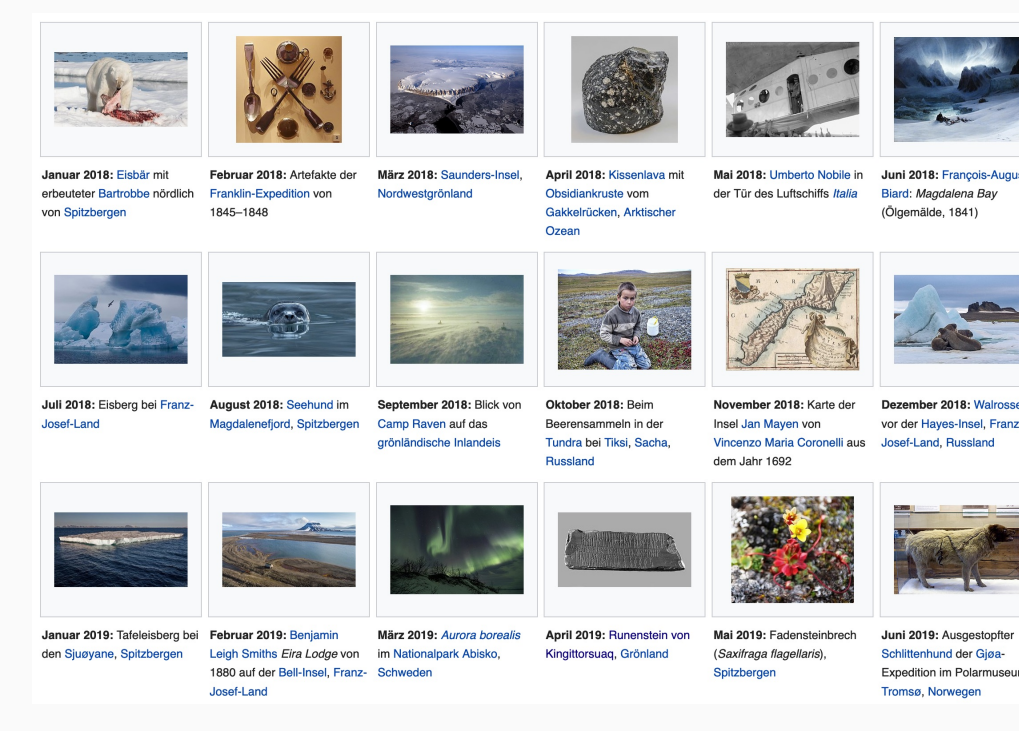 Januar 2018: Eisbär mit
erbeuteter Bartrobbe nördlich
von Spitzbergen
Februar 2018: Artefakte der
Franklin-Expedition von
1845–1848
März 2018: Saunders-Insel,
Nordwestgrönland
April 2018: Kissenlava mit
Obsidiankruste vom
Gakkelrücken, Arktischer
Ozean
Mai 2018: Umberto Nobile in
der Tür des Luftschiffs Italia
Juni 2018: François-Augu
Biard: Magdalena Bay
(Ölgemälde, 1841)
Juli 2018: Eisberg bei Franz-
Josef-Land
August 2018: Seehund im
Magdalenefjord, Spitzbergen
September 2018: Blick von
Camp Raven auf das
grönländische Inlandeis
Oktober 2018: Beim
Beerensammeln in der
Tundra bei Tiksi, Sacha,
Russland
November 2018: Karte der
Insel Jan Mayen von
Vincenzo Maria Coronelli aus
dem Jahr 1692
Dezember 2018: Walrosse
vor der Hayes-Insel, Franz
Josef-Land, Russland
Januar 2019: Tafeleisberg bei
den Sjuøyane, Spitzbergen
Februar 2019: Benjamin
Leigh Smiths Eira Lodge von
1880 auf der Bell-Insel, Franz-
Josef-Land
März 2019: Aurora borealis
im Nationalpark Abisko,
Schweden
April 2019: Runenstein von
Kingittorsuaq, Grönland
Mai 2019: Fadensteinbrech
(Saxifraga flagellaris),
Spitzbergen
Juni 2019: Ausgestopfter
Schlittenhund der Gjøa-
Expedition im Polarmuseu
Tromsø, Norwegen